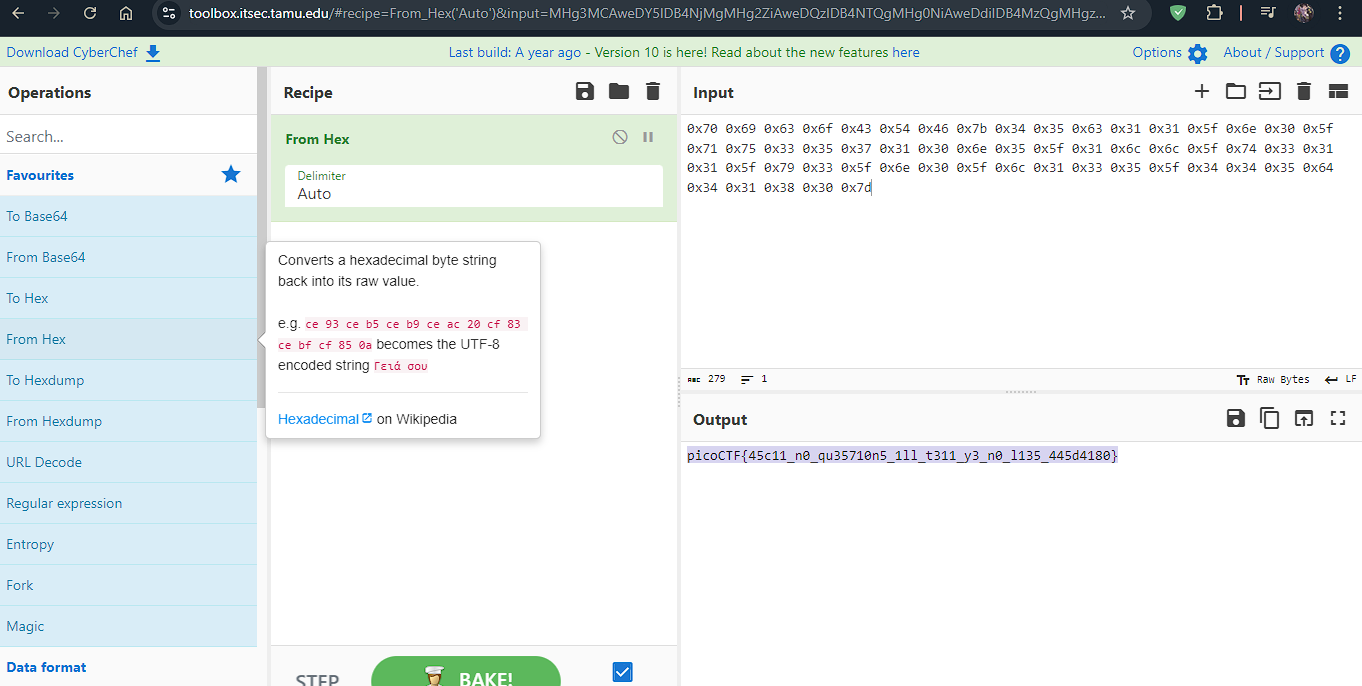 toolbox.itsec.tamu.edu/#recipe=From_Hex('Auto')&input=MHg3MCAweDY5IDB4NjMgMHg2ZiAweDQzIDB4NTQgMHg0NiAweDdiIDB4MzQgMHgz...
Download CyberChef
Last build: A year ago - Version 10 is here! Read about the new features here
Options
About / Support
Operations
Recipe
Input
Search...
From Hex
Delimiter
Auto
0x70 0x69 0x63 0x6f 0x43 0x54 0x46 0x7b 0x34 0x35 0x63 0x31 0x31 0x5f 0x6e 0x30 0x5f
0x71 0x75 0x33 0x35 0x37 0x31 0x30 0x6e 0x35 0x5f 0x31 0x6c 0x6c 0x5f 0x74 0x33 0x31
0x31 0x5f 0x79 0x33 0x5f 0x6e 0x30 0x5f 0x6c 0x31 0x33 0x35 0x5f 0x34 0x34 0x35 0x64
0x34 0x31 0x38 0x30 0x7d
Favourites
To Base64
From Base64
To Hex
From Hex
To Hexdump
From Hexdump
URL Decode
Regular expression
Entropy
Fork
Magic
Data format
Converts a hexadecimal byte string
back into its raw value.
e.g. ce 93 ce b5 ce b9 ce ac 20 cf 83
ce bf cf 85 0a becomes the UTF-8
encoded string Γειά σου
Hexadecimal on Wikipedia
ABC 279 1
Raw Bytes LF
Output
picoCTF{45c11_n0_qu35710n5_1ll_t311_y3_n0_l135_445d4180}
STEP
BAKE!